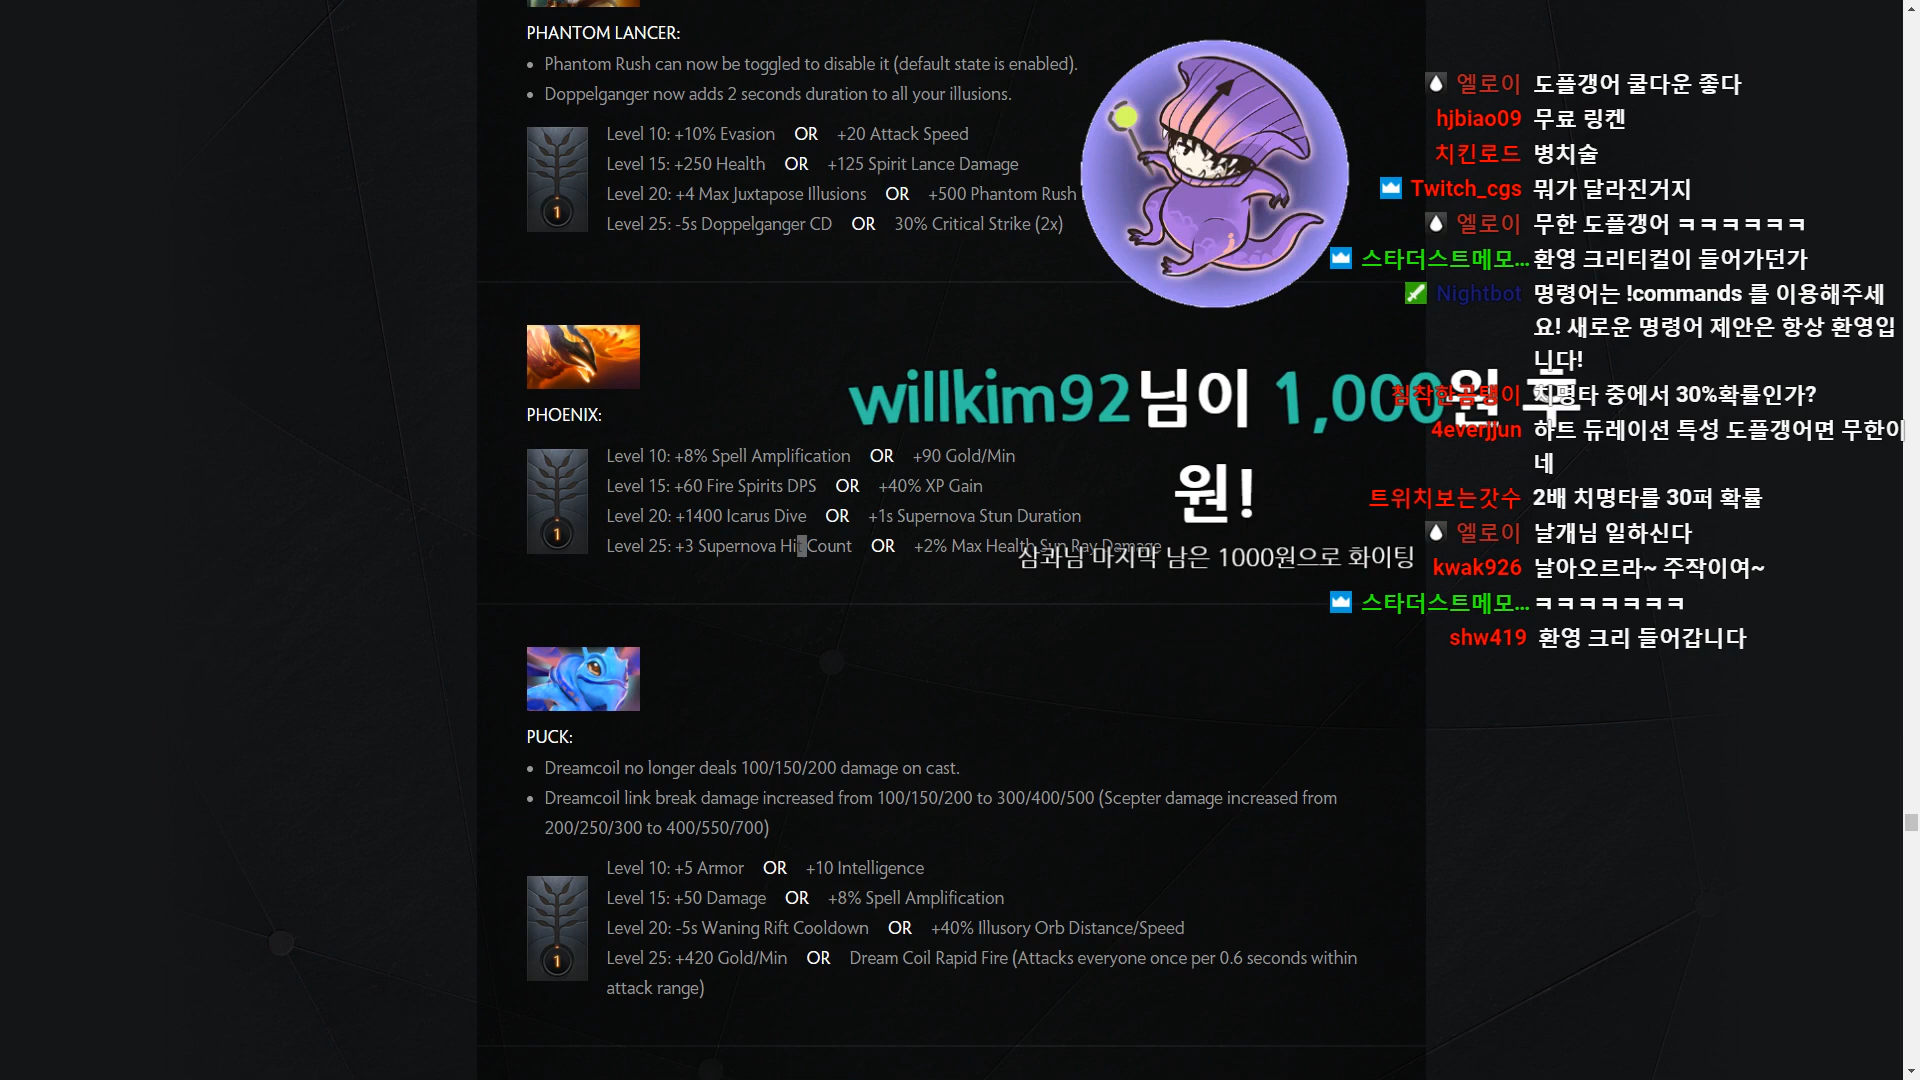 PHANTOM LANCER:
Phantom Rush can now be toggled to disable it (default state is enabled).
Doppelganger now adds 2 seconds duration to all your illusions.
Level 10: +10% Evasion OR +20 Attack Speed
Level 15: +250 Health OR +125 Spirit Lance Damage
Level 20: +4 Max Juxtapose Illusions OR +500 Phantom Rush
Level 25: -5s Doppelganger CD OR 30% Critical Strike (2x)
1
PHOENIX:
Level 10: +8% Spell Amplification OR +90 Gold/Min
Level 15: +60 Fire Spirits DPS OR +40% XP Gain
Level 20: +1400 Icarus Dive OR +1s Supernova Stun Duration
Level 25: +3 Supernova Hit Count OR +2% Max Health Sun Ray Damage
1
PUCK:
Dreamcoil no longer deals 100/150/200 damage on cast.
Dreamcoil link break damage increased from 100/150/200 to 300/400/500 (Scepter damage increased from
200/250/300 to 400/550/700)
Level 10: +5 Armor OR +10 Intelligence
Level 15: +50 Damage OR +8% Spell Amplification
Level 20: -5s Waning Rift Cooldown OR +40% Illusory Orb Distance/Speed
Level 25: +420 Gold/Min OR Dream Coil Rapid Fire (Attacks everyone once per 0.6 seconds within
attack range)
1
willkim92님이 1,000원 후
원!
삼콰님 마지막 남은 1000원으로 화이팅
엘로이 도플갱어 쿨다운 좋다
hjbiao09 무료 링켄
치킨로드 병치술
Twitch_cgs 뭐가 달라진거지
엘로이 무한 도플갱어 ㅋㅋㅋㅋㅋㅋ
스타더스트메모... 환영 크리티컬이 들어가던가
Nightbot 명령어는 !commands 를 이용해주세
요! 새로운 명령어 제안은 항상 환영입
니다!
침착한곰탱이 치명타 중에서 30%확률인가?
4everjjun 하트 듀레이션 특성 도플갱어면 무한이
네
트위치보는갓수 2배 치명타를 30퍼 확률
엘로이 날개님 일하신다
kwak926 날아오르라~ 주작이여~
스타더스트메모... ㅋㅋㅋㅋㅋㅋㅋ
shw419 환영 크리 들어갑니다